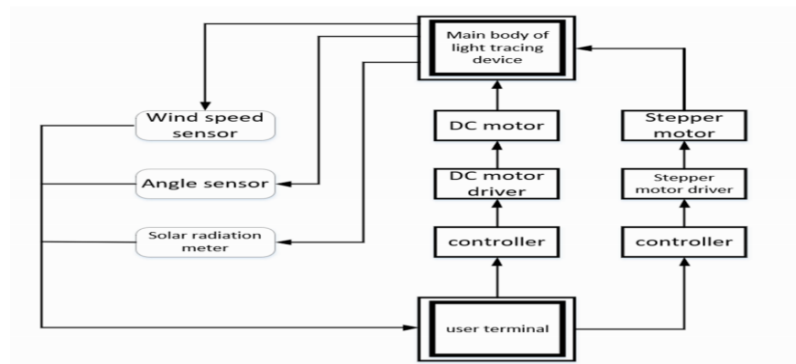 Main body of
light tracing
device
Wind speed
sensor
DC motor
Stepper
motor
Angle sensor
DC motor
driver
Stepper
motor driver
Solar radiation
meter
controller
controller
user terminal